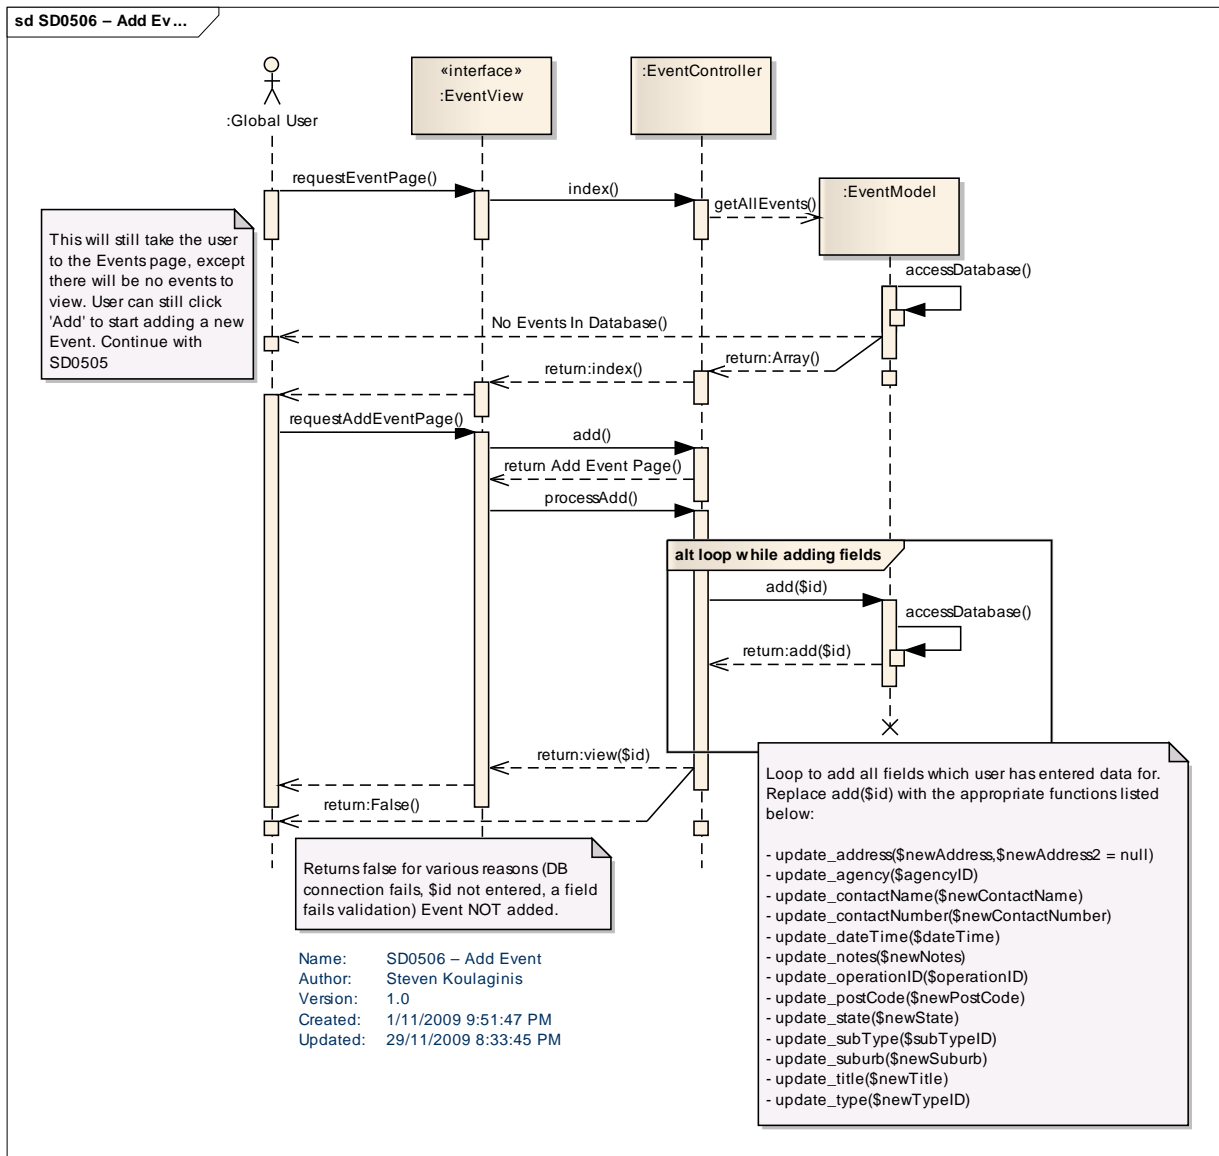 sd SD0506 – Add Ev...
«interface»
:EventView
:EventController
:Global User
requestEventPage()
index()
getAllEvents()
:EventModel
This will still take the user
to the Events page, except
there will be no events to
view. User can still click
'Add' to start adding a new
Event. Continue with
SD0505
accessDatabase()
No Events In Database()
return:Array()
return:index()
requestAddEventPage()
add()
return Add Event Page()
processAdd()
alt loop while adding fields
add($id)
accessDatabase()
return:add($id)
return:view($id)
return:False()
Returns false for various reasons (DB
connection fails, $id not entered, a field
fails validation) Event NOT added.
Loop to add all fields which user has entered data for.
Replace add($id) with the appropriate functions listed
below:
- update_address($newAddress,$newAddress2 = null)
- update_agency($agencyID)
- update_contactName($newContactName)
- update_contactNumber($newContactNumber)
- update_dateTime($dateTime)
- update_notes($newNotes)
- update_operationID($operationID)
- update_postCode($newPostCode)
- update_state($newState)
- update_subType($subTypeID)
- update_suburb($newSuburb)
- update_title($newTitle)
- update_type($newTypeID)
Name: SD0506 – Add Event
Author: Steven Koulaginis
Version: 1.0
Created: 1/11/2009 9:51:47 PM
Updated: 29/11/2009 8:33:45 PM